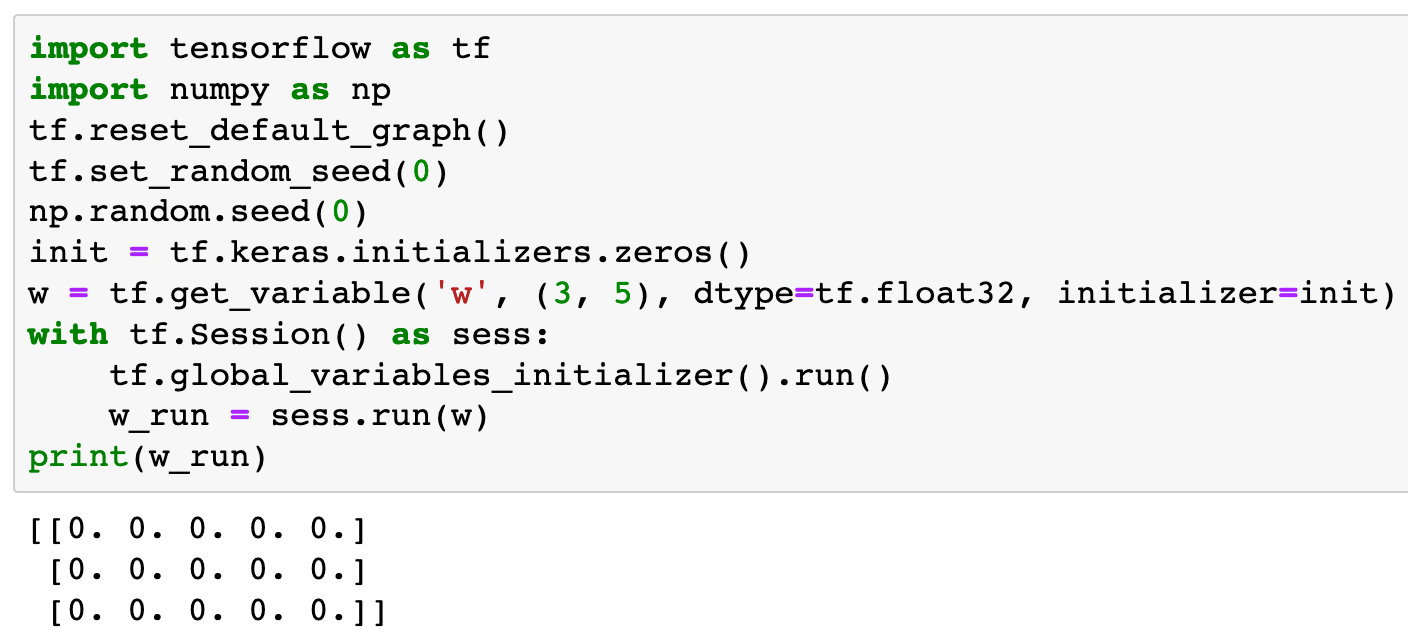 import tensorflow as tf
import numpy as np
tf.reset_default_graph()
tf.set_random_seed(0)
np.random.seed(0)
init = tf.keras.initializers.zeros()
w = tf.get_variable('w', (3, 5), dtype=tf.float32, initializer=init)
with tf.Session() as sess:
    tf.global_variables_initializer().run()
    w_run = sess.run(w)
print(w_run)
[[0. 0. 0. 0. 0.]
 [0. 0. 0. 0. 0.]
 [0. 0. 0. 0. 0.]]